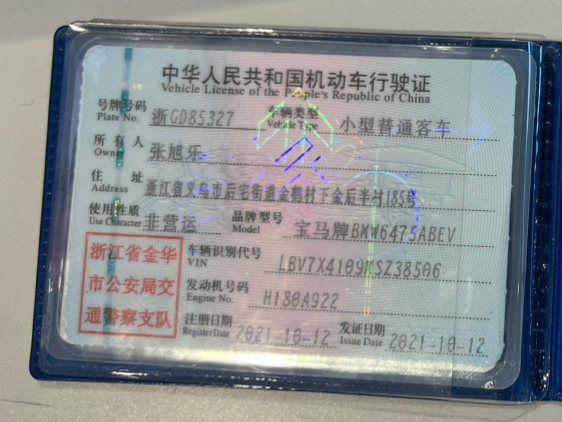 中华人民共和国机动车行驶证
Vehicle License of the People's Republic of China
号牌号码 浙GD85327 车辆类型 小型普通客车
Plate No. Vehicle Type
所有人 张旭乐
Owner
住址 浙江省义乌市后宅街道金鹤村下金后半村185号
Address
使用性质 非营运 品牌型号 宝马牌BMW6475ABEV
Use Character Model
浙江省金华
市公安局交
通警察支队
车辆识别代号
VIN
发动机号码 H180A922
Engine No.
注册日期 2021-10-12 发证日期 2021-10-12
Register Date Issue Date